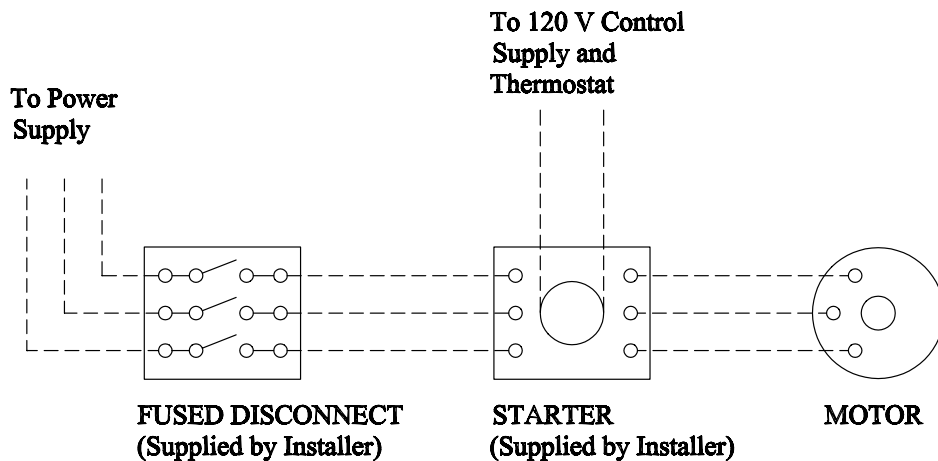 To 120 V Control
Supply and
Thermostat
To Power
Supply
FUSED DISCONNECT
(Supplied by Installer)
STARTER
(Supplied by Installer)
MOTOR